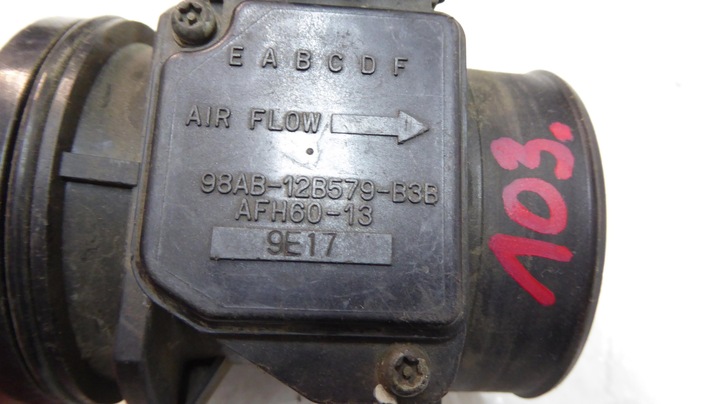 E A B C D F
AIR FLOW
98AB-12B579-B3B
AFH60-13
9E17
103.